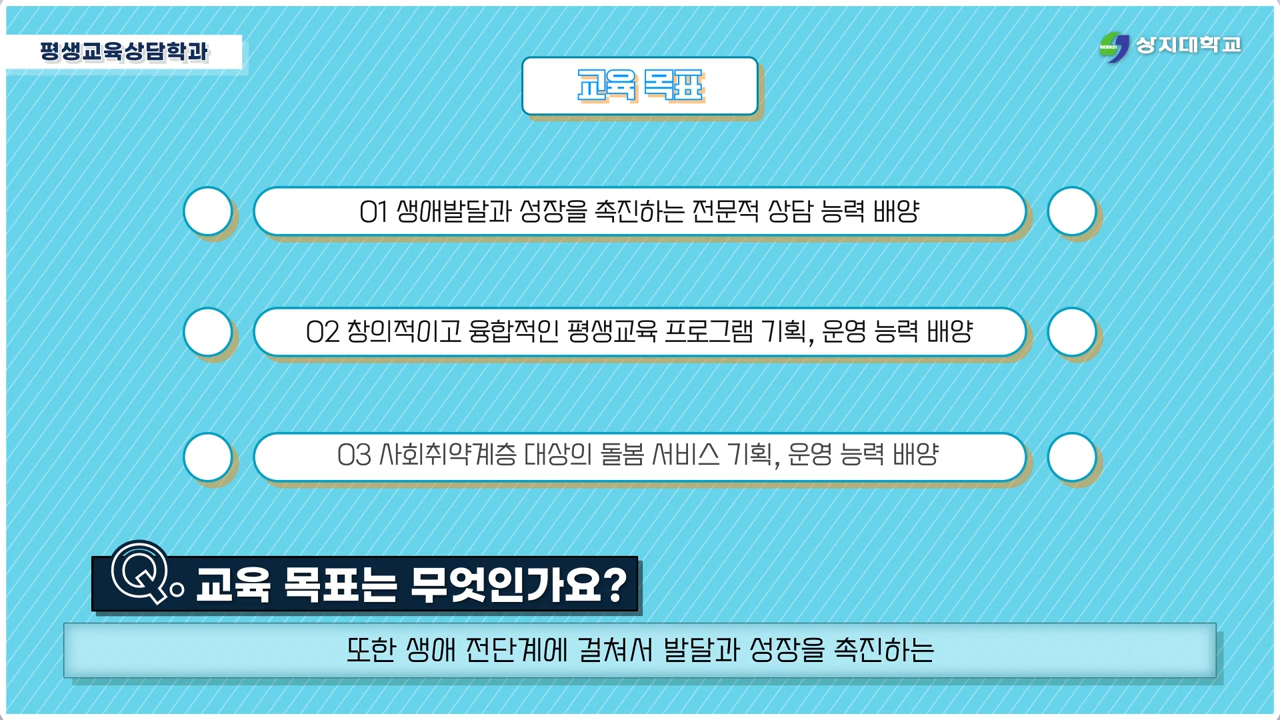 평생교육상담학과
상지대학교
교육 목표
01 생애발달과 성장을 촉진하는 전문적 상담 능력 배양
02 창의적이고 융합적인 평생교육 프로그램 기획, 운영 능력 배양
03 사회취약계층 대상의 돌봄 서비스 기획, 운영 능력 배양
Q. 교육 목표는 무엇인가요?
또한 생애 전단계에 걸쳐서 발달과 성장을 촉진하는